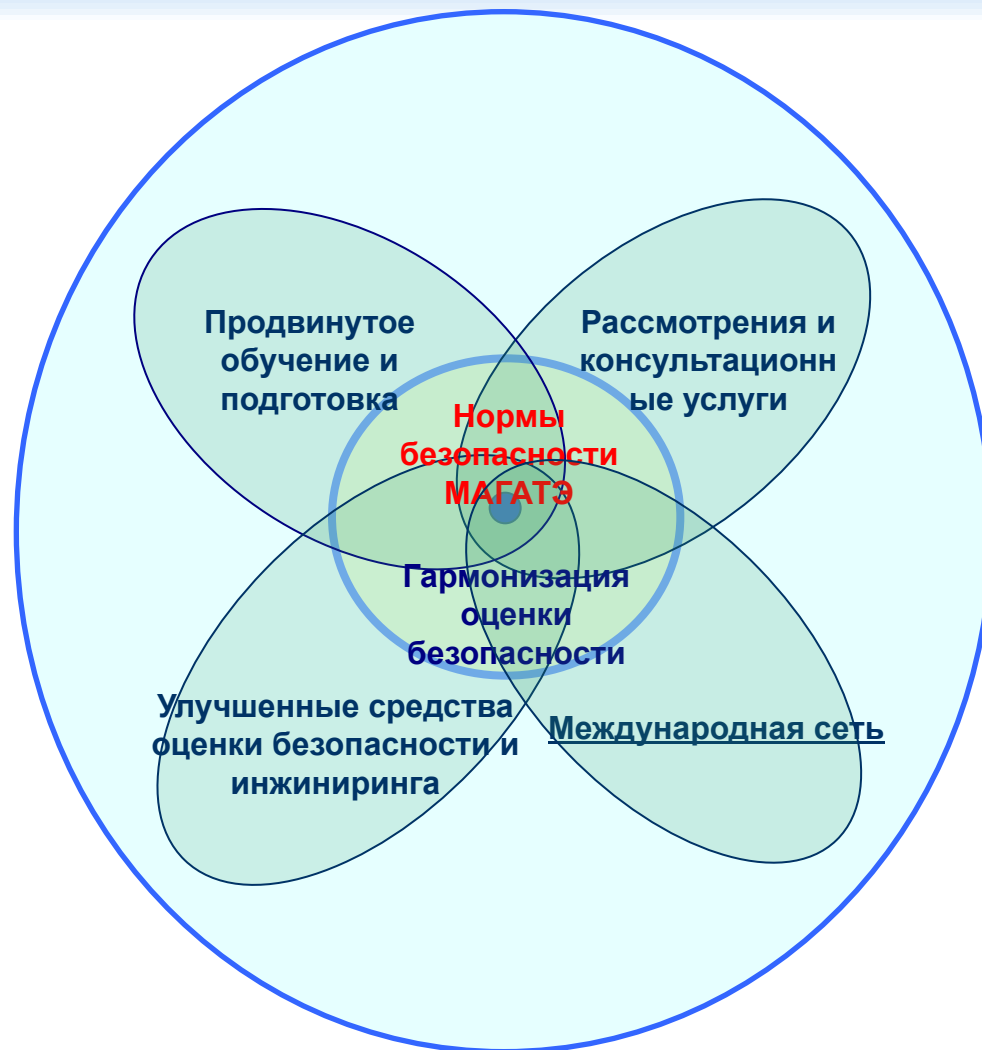 Продвинутое
обучение и
подготовка
Рассмотрения и
консультационн
ые услуги
Нормы
безопасности
МАГАТЭ
Гармонизация
оценки
безопасности
Улучшенные средства
оценки безопасности и
инжиниринга
Международная сеть